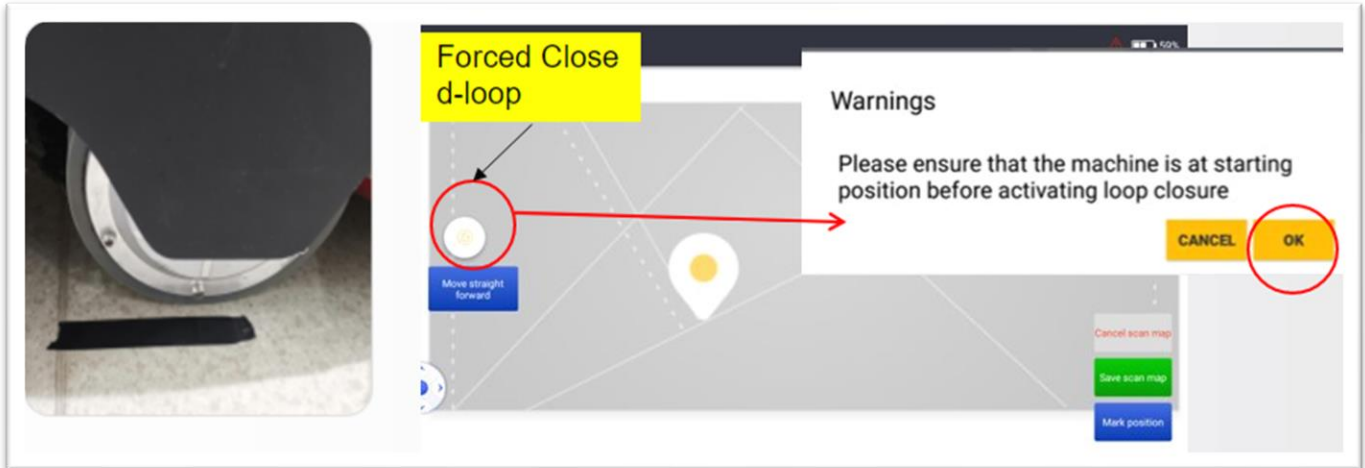 Forced Close
d-loop
59%
Warnings
Please ensure that the machine is at starting
position before activating loop closure
CANCEL
OK
Move straight
forward
Cancel scan map
Save scan map
Mark position